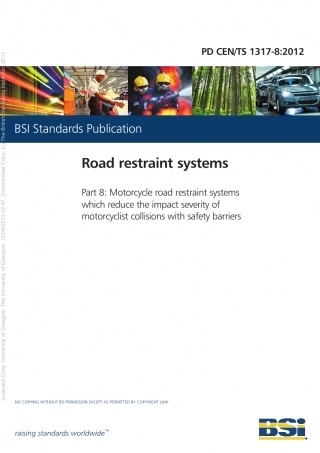 PD CEN/TS 1317-8:2012
BSI Standards Publication
Road restraint systems
Part 8: Motorcycle road restraint systems
which reduce the impact severity of
motorcyclist collisions with safety barriers
NO COPYING WITHOUT BSI PERMISSION EXCEPT AS PERMITTED BY COPYRIGHT LAW
raising standards worldwide™
BSi